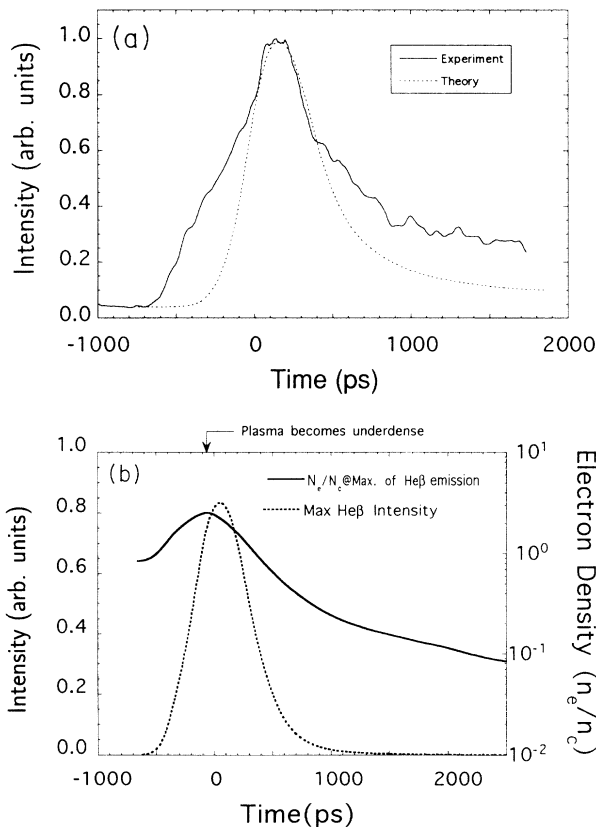 (a)
1.0
0.8
0.6
0.4
0.2
0.0
Intensity (arb. units)
Experiment
Theory
-1000 0 1000 2000
Time (ps)
Plasma becomes underdense
(b)
1.0
0.8
0.6
0.4
0.2
0.0
Intensity (arb. units)
Nₑ/N꜀@Max. of Heβ emission
Max Heβ Intensity
10¹
10⁰
10⁻¹
10⁻²
Electron Density (nₑ/n꜀)
-1000 0 1000 2000
Time(ps)